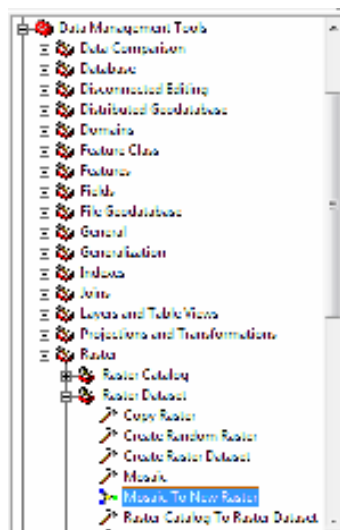 Data Management Tools
Data Comparison
Database
Disconnected Editing
Distributed Geodatabase
Domains
Feature Class
Features
Fields
File Geodatabase
General
Generalization
Indexes
Joins
Layers and Table Views
Projections and Transformations
Raster
Raster Catalog
Raster Dataset
Copy Raster
Create Random Raster
Create Raster Dataset
Mosaic
Mosaic To New Raster
Raster Catalog To Raster Dataset